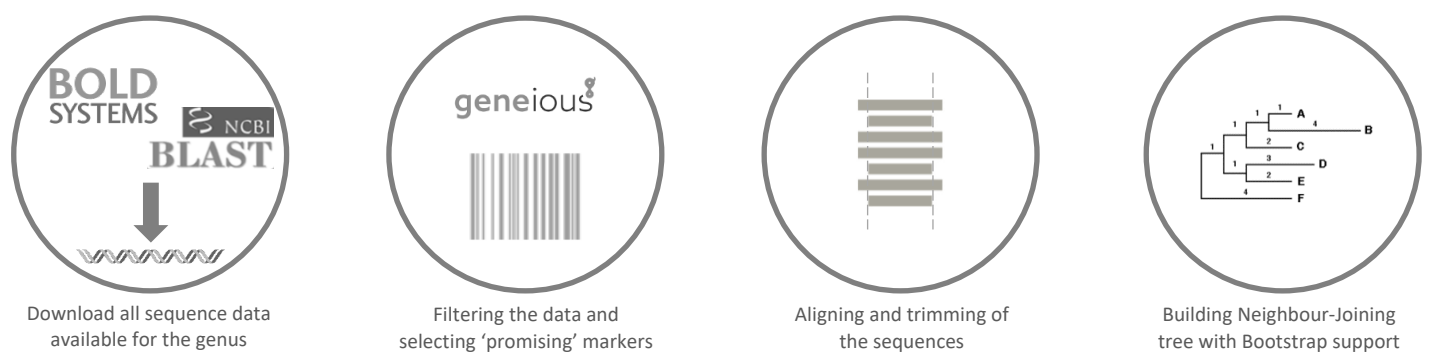 BOLD
SYSTEMS
NCBI
BLAST
Download all sequence data
available for the genus
geneious
Filtering the data and
selecting ‘promising’ markers
Aligning and trimming of
the sequences
1
A
1
4
B
1
2
C
1
3
D
1
2
E
4
F
Building Neighbour-Joining
tree with Bootstrap support